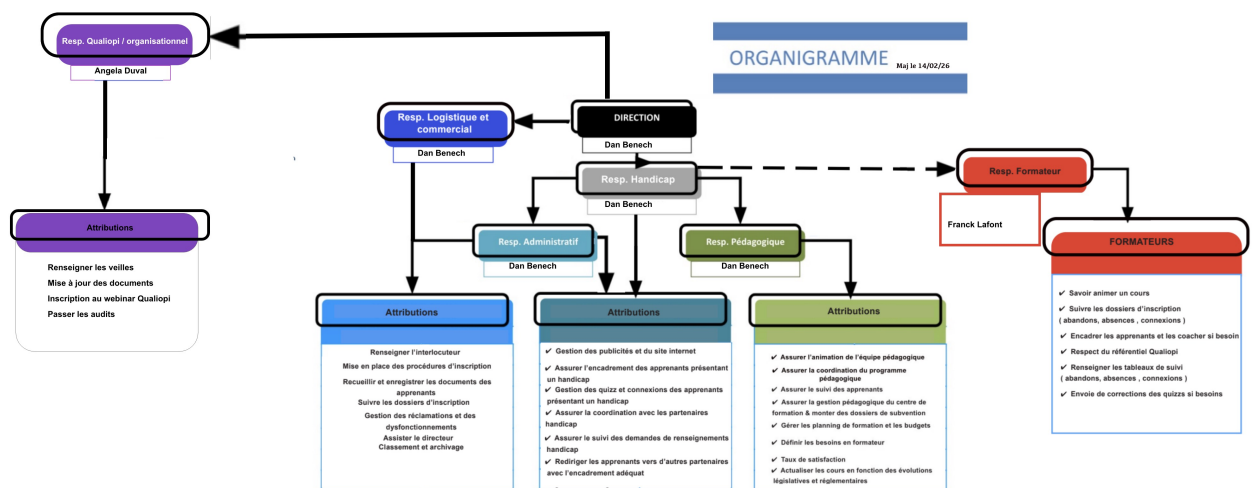 Resp. Qualiopi / organisationnel
Angela Duval
ORGANIGRAMME
Maj le 14/02/26
Resp. Logistique et
commercial
Dan Benech
DIRECTION
Dan Benech
Resp. Handicap
Dan Benech
Resp. Formateur
Franck Lafont
Attributions
Renseigner les veilles
Mise à jour des documents
Inscription au webinar Qualiopi
Passer les audits
Resp. Administratif
Dan Benech
Resp. Pédagogique
Dan Benech
FORMATEURS
✔ Savoir animer un cours
✔ Suivre les dossiers d'inscription
( abandons, absences , connexions )
✔ Encadrer les apprenants et les coacher si besoin
✔ Respect du référentiel Qualiopi
✔ Renseigner les tableaux de suivi
( abandons, absences , connexions )
✔ Envoie de corrections des quizzs si besoins
Attributions
Renseigner l'interlocuteur
Mise en place des procédures d'inscription
Recueillir et enregistrer les documents des
apprenants
Suivre les dossiers d'inscription
Gestion des réclamations et des
dysfonctionnements
Assister le directeur
Classement et archivage
Attributions
✔ Gestion des publicités et du site internet
✔ Assurer l'encadrement des apprenants présentant
un handicap
✔ Gestion des quizz et connexions des apprenants
présentant un handicap
✔ Assurer la coordination avec les partenaires
handicap
✔ Assurer le suivi des demandes de renseignements
handicap
✔ Rediriger les apprenants vers d'autres partenaires
avec l'encadrement adéquat
Attributions
✔ Assurer l'animation de l'équipe pédagogique
✔ Assurer la coordination du programme
pédagogique
✔ Assurer le suivi des apprenants
✔ Assurer la gestion pédagogique du centre de
formation & monter des dossiers de subvention
✔ Gérer les planning de formation et les budgets
✔ Définir les besoins en formateur
✔ Taux de satisfaction
✔ Actualiser les cours en fonction des évolutions
législatives et réglementaires